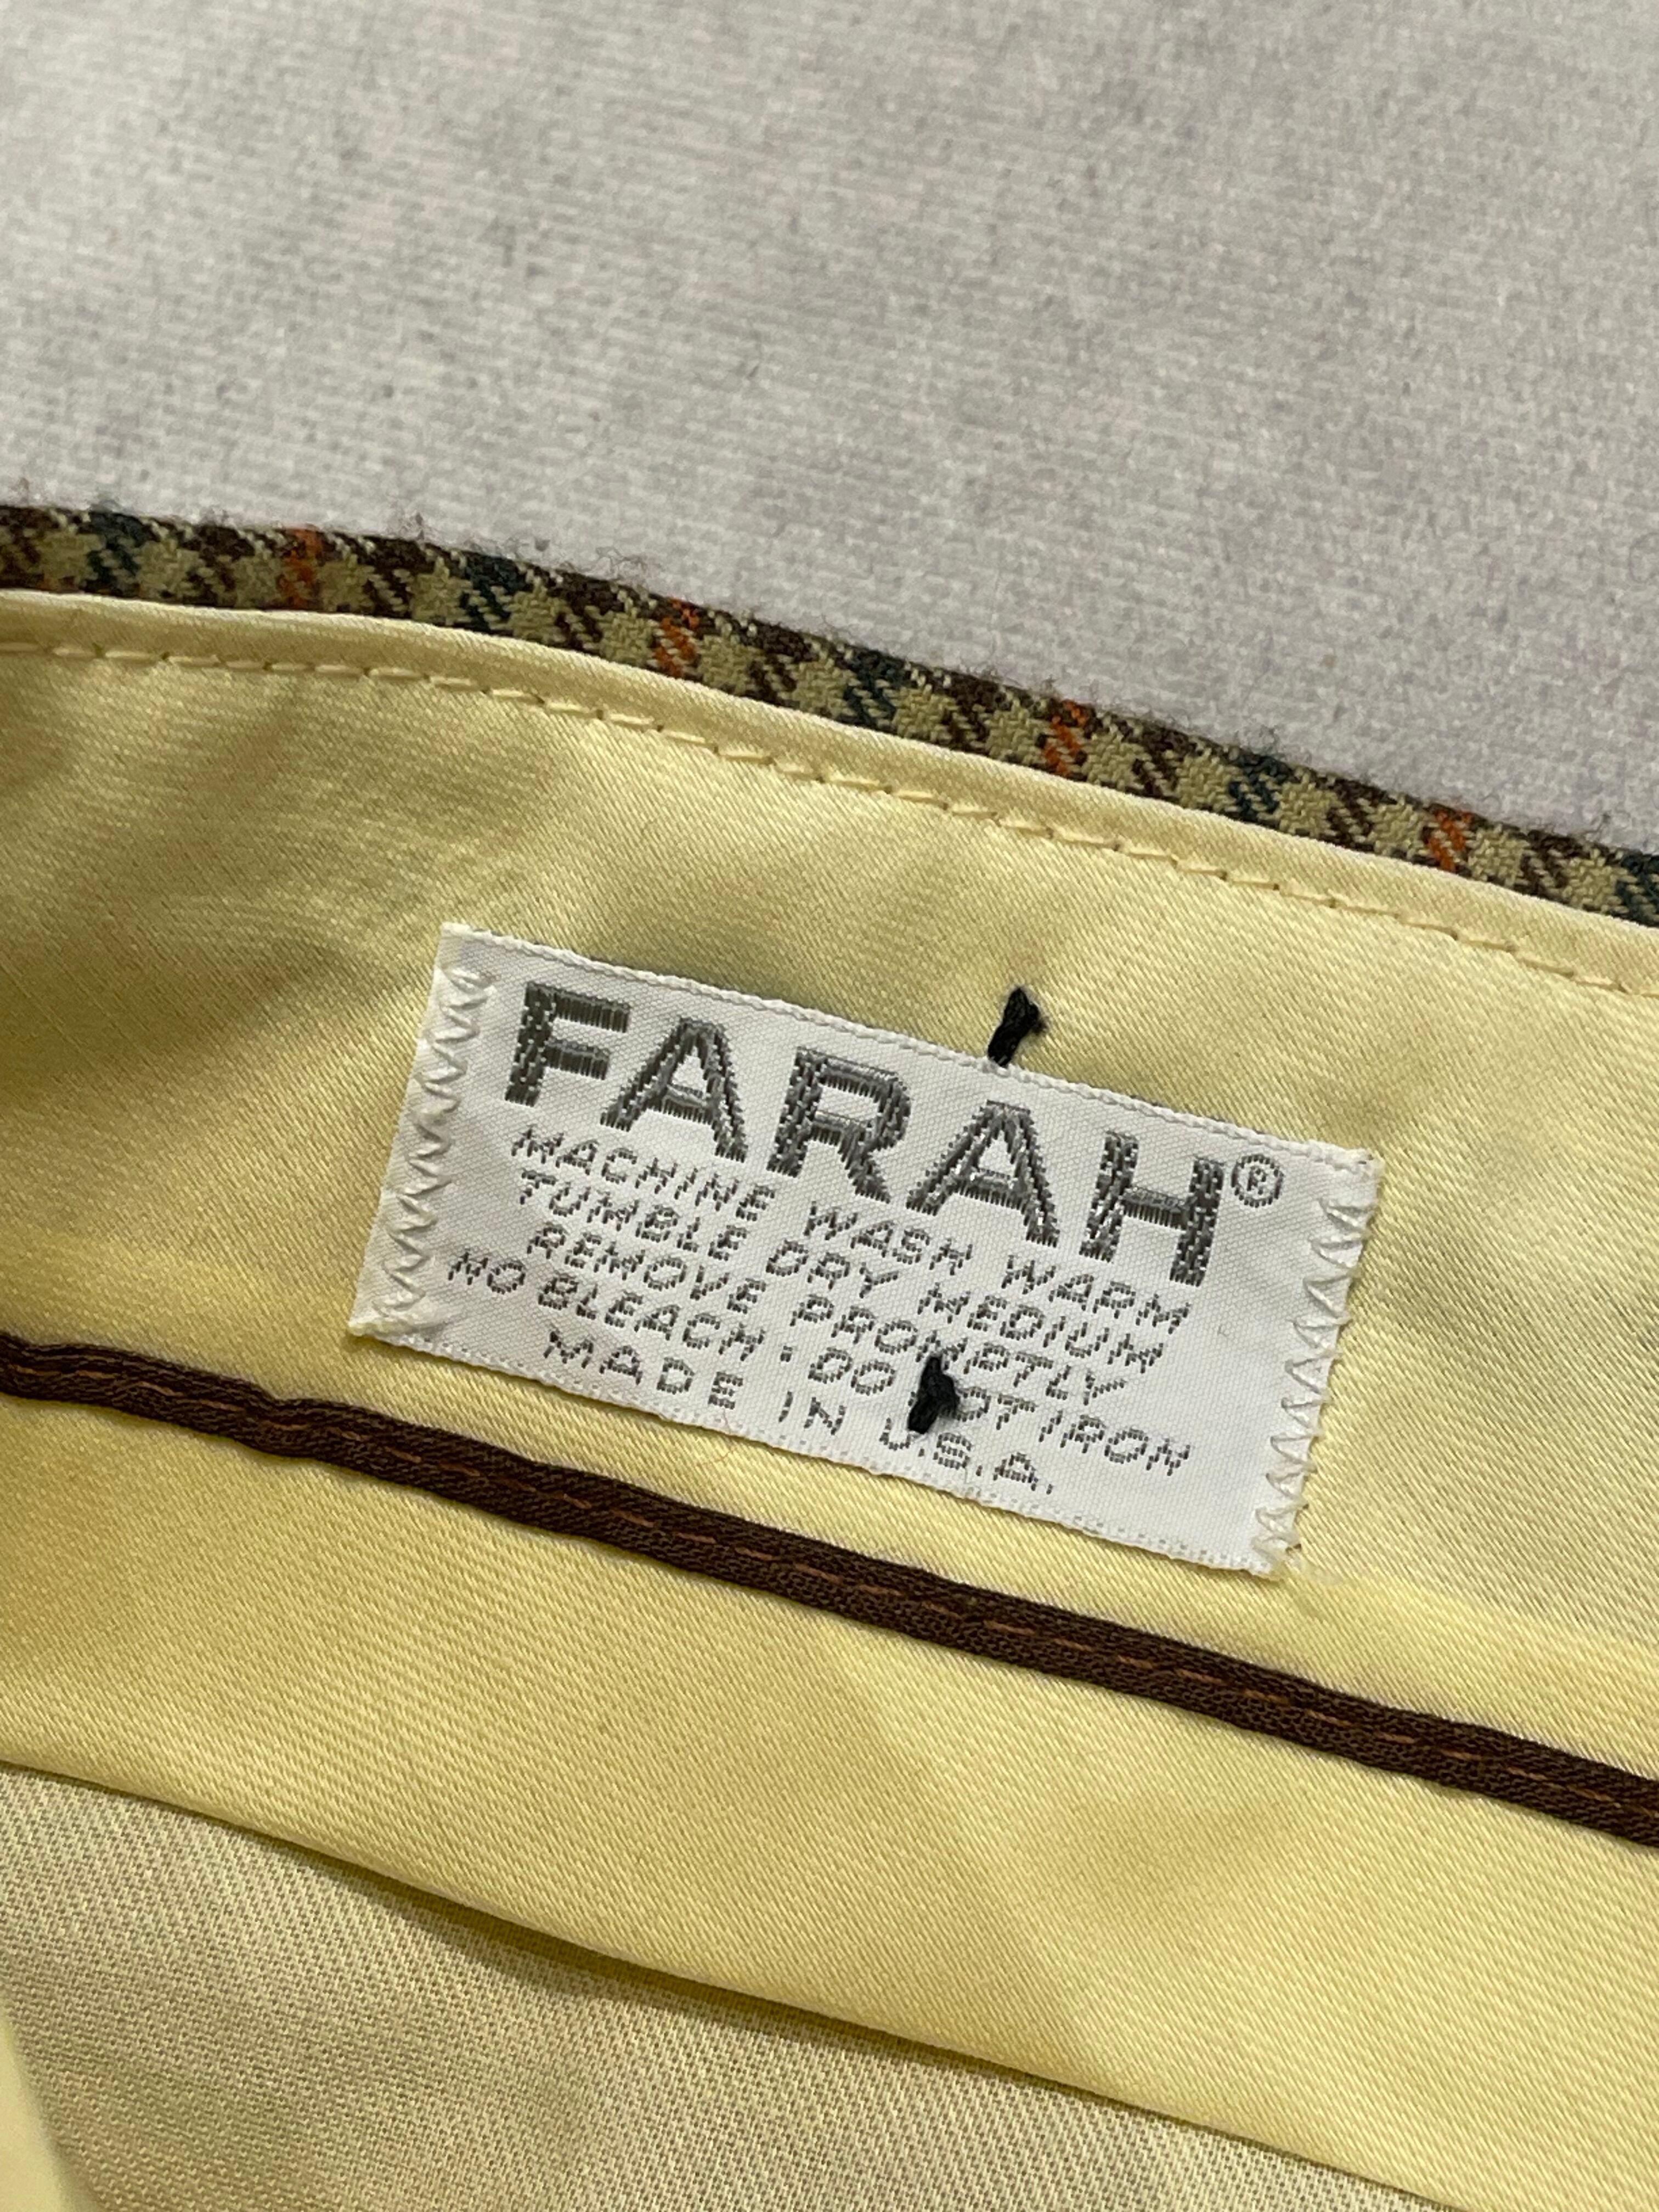 FARAH®
MACHINE WASH WARM
TUMBLE DRY MEDIUM
REMOVE PROMPTLY
NO BLEACH · DO NOT IRON
MADE IN U.S.A.